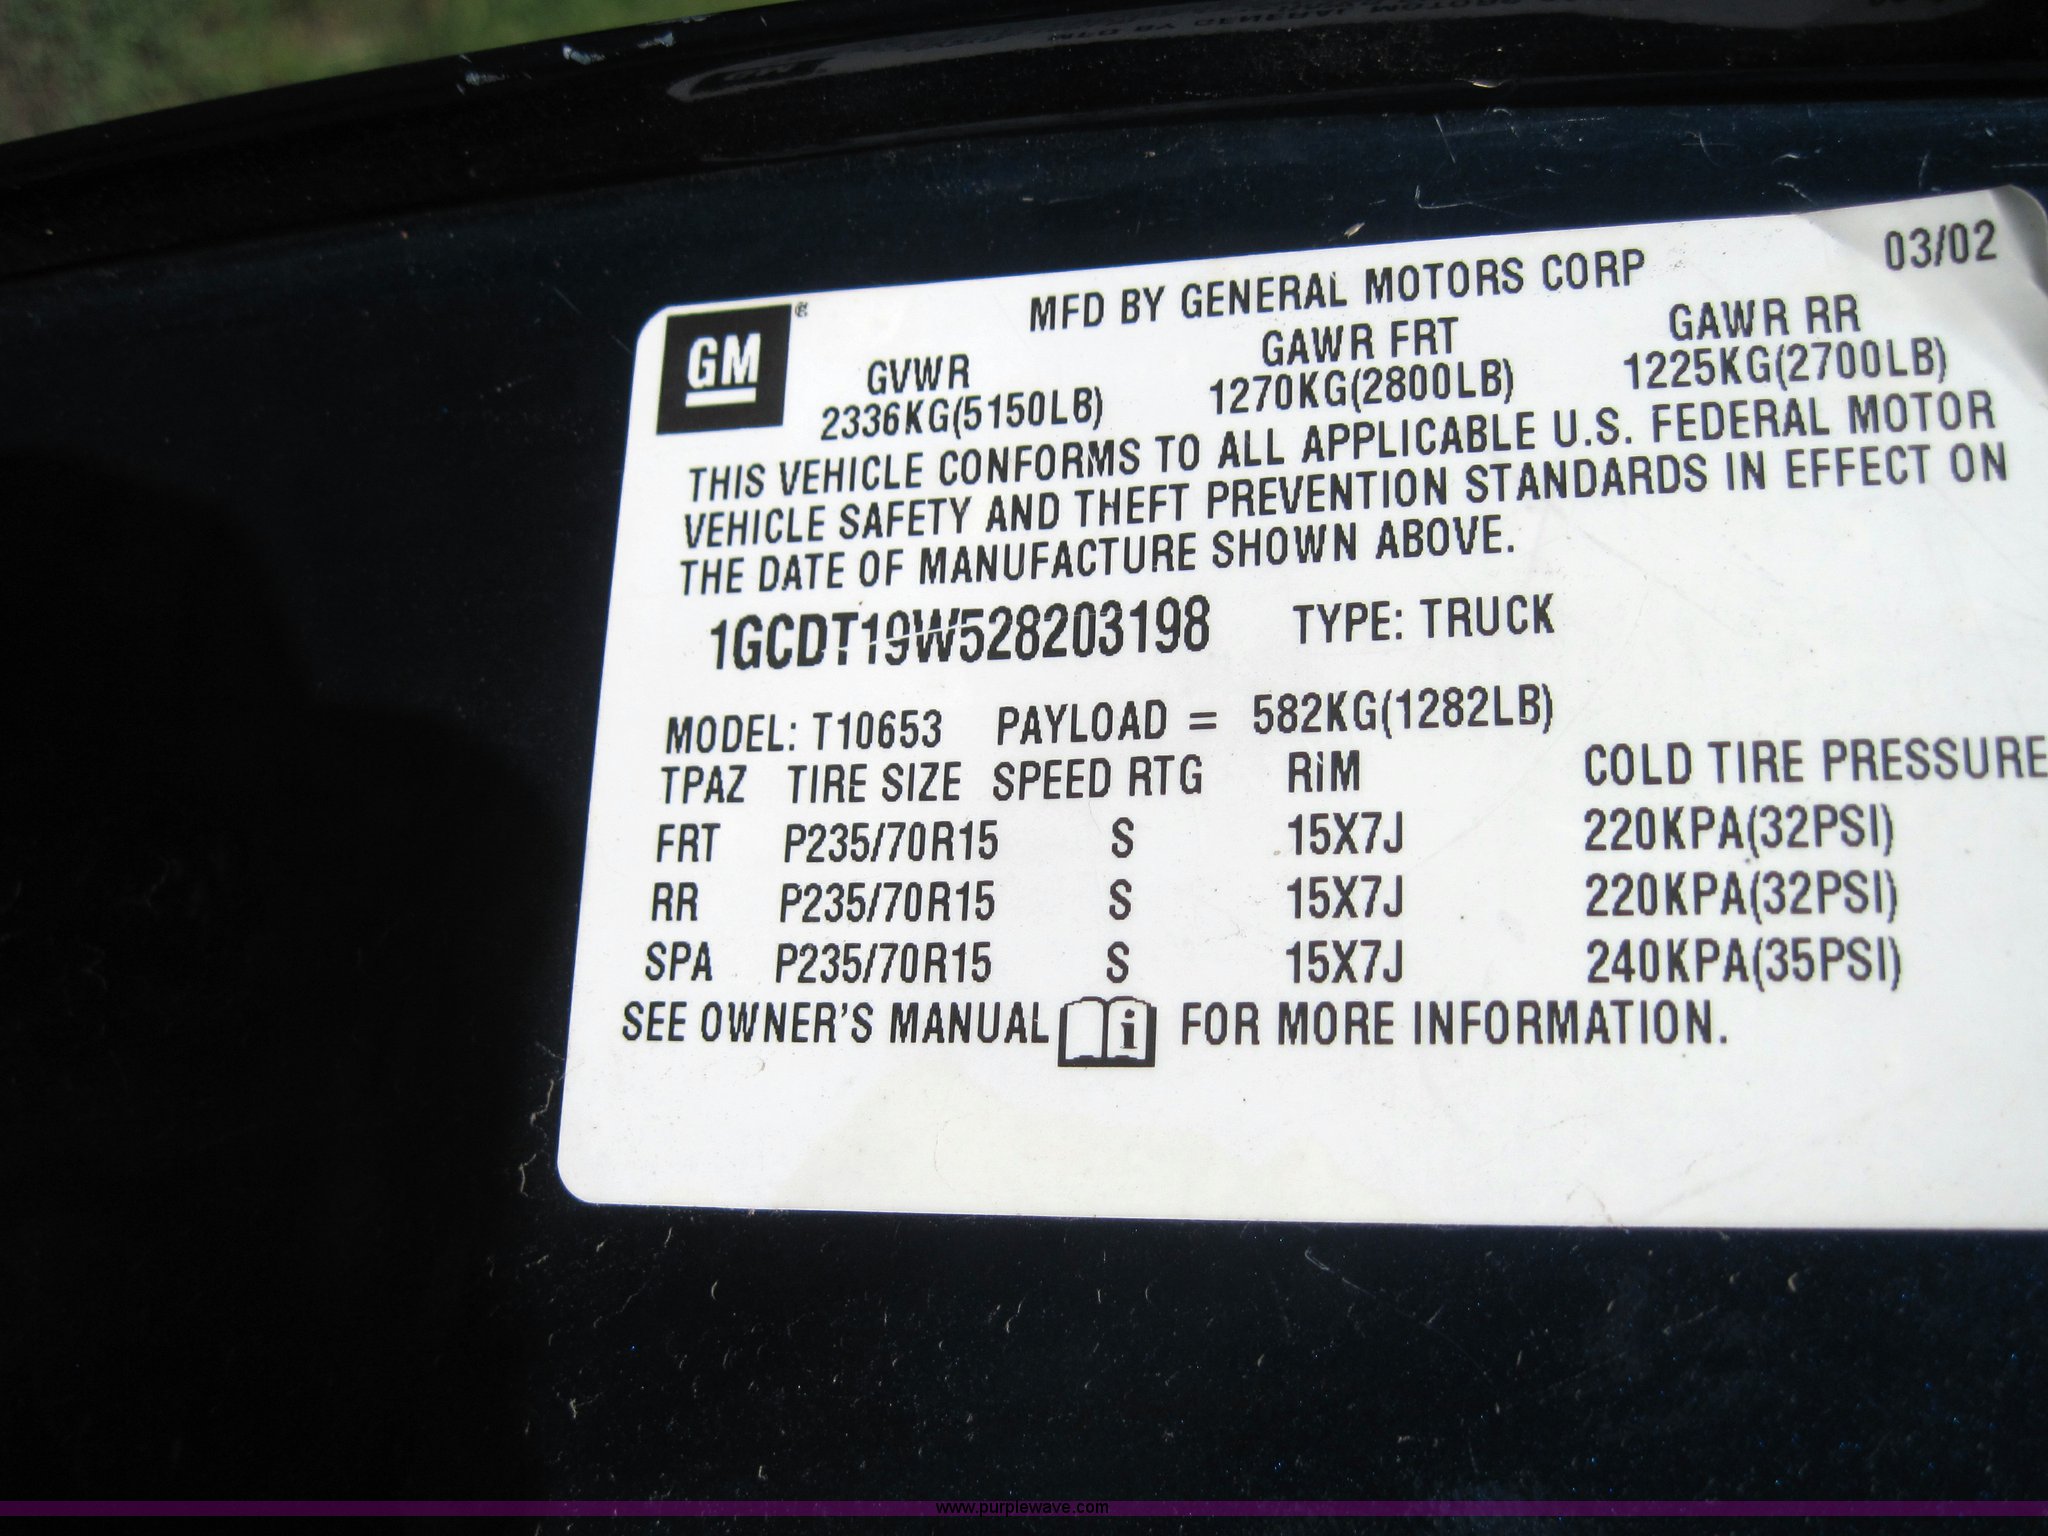 03/02
MFD BY GENERAL MOTORS CORP
GM®
GVWR GAWR FRT GAWR RR
2336KG(5150LB) 1270KG(2800LB) 1225KG(2700LB)
THIS VEHICLE CONFORMS TO ALL APPLICABLE U.S. FEDERAL MOTOR
VEHICLE SAFETY AND THEFT PREVENTION STANDARDS IN EFFECT ON
THE DATE OF MANUFACTURE SHOWN ABOVE.
1GCDT19W528203198 TYPE: TRUCK
MODEL: T10653 PAYLOAD = 582KG(1282LB)
TPAZ TIRE SIZE SPEED RTG RIM COLD TIRE PRESSURE
FRT P235/70R15 S 15X7J 220KPA(32PSI)
RR P235/70R15 S 15X7J 220KPA(32PSI)
SPA P235/70R15 S 15X7J 240KPA(35PSI)
SEE OWNER'S MANUAL i FOR MORE INFORMATION.
www.purplewave.com